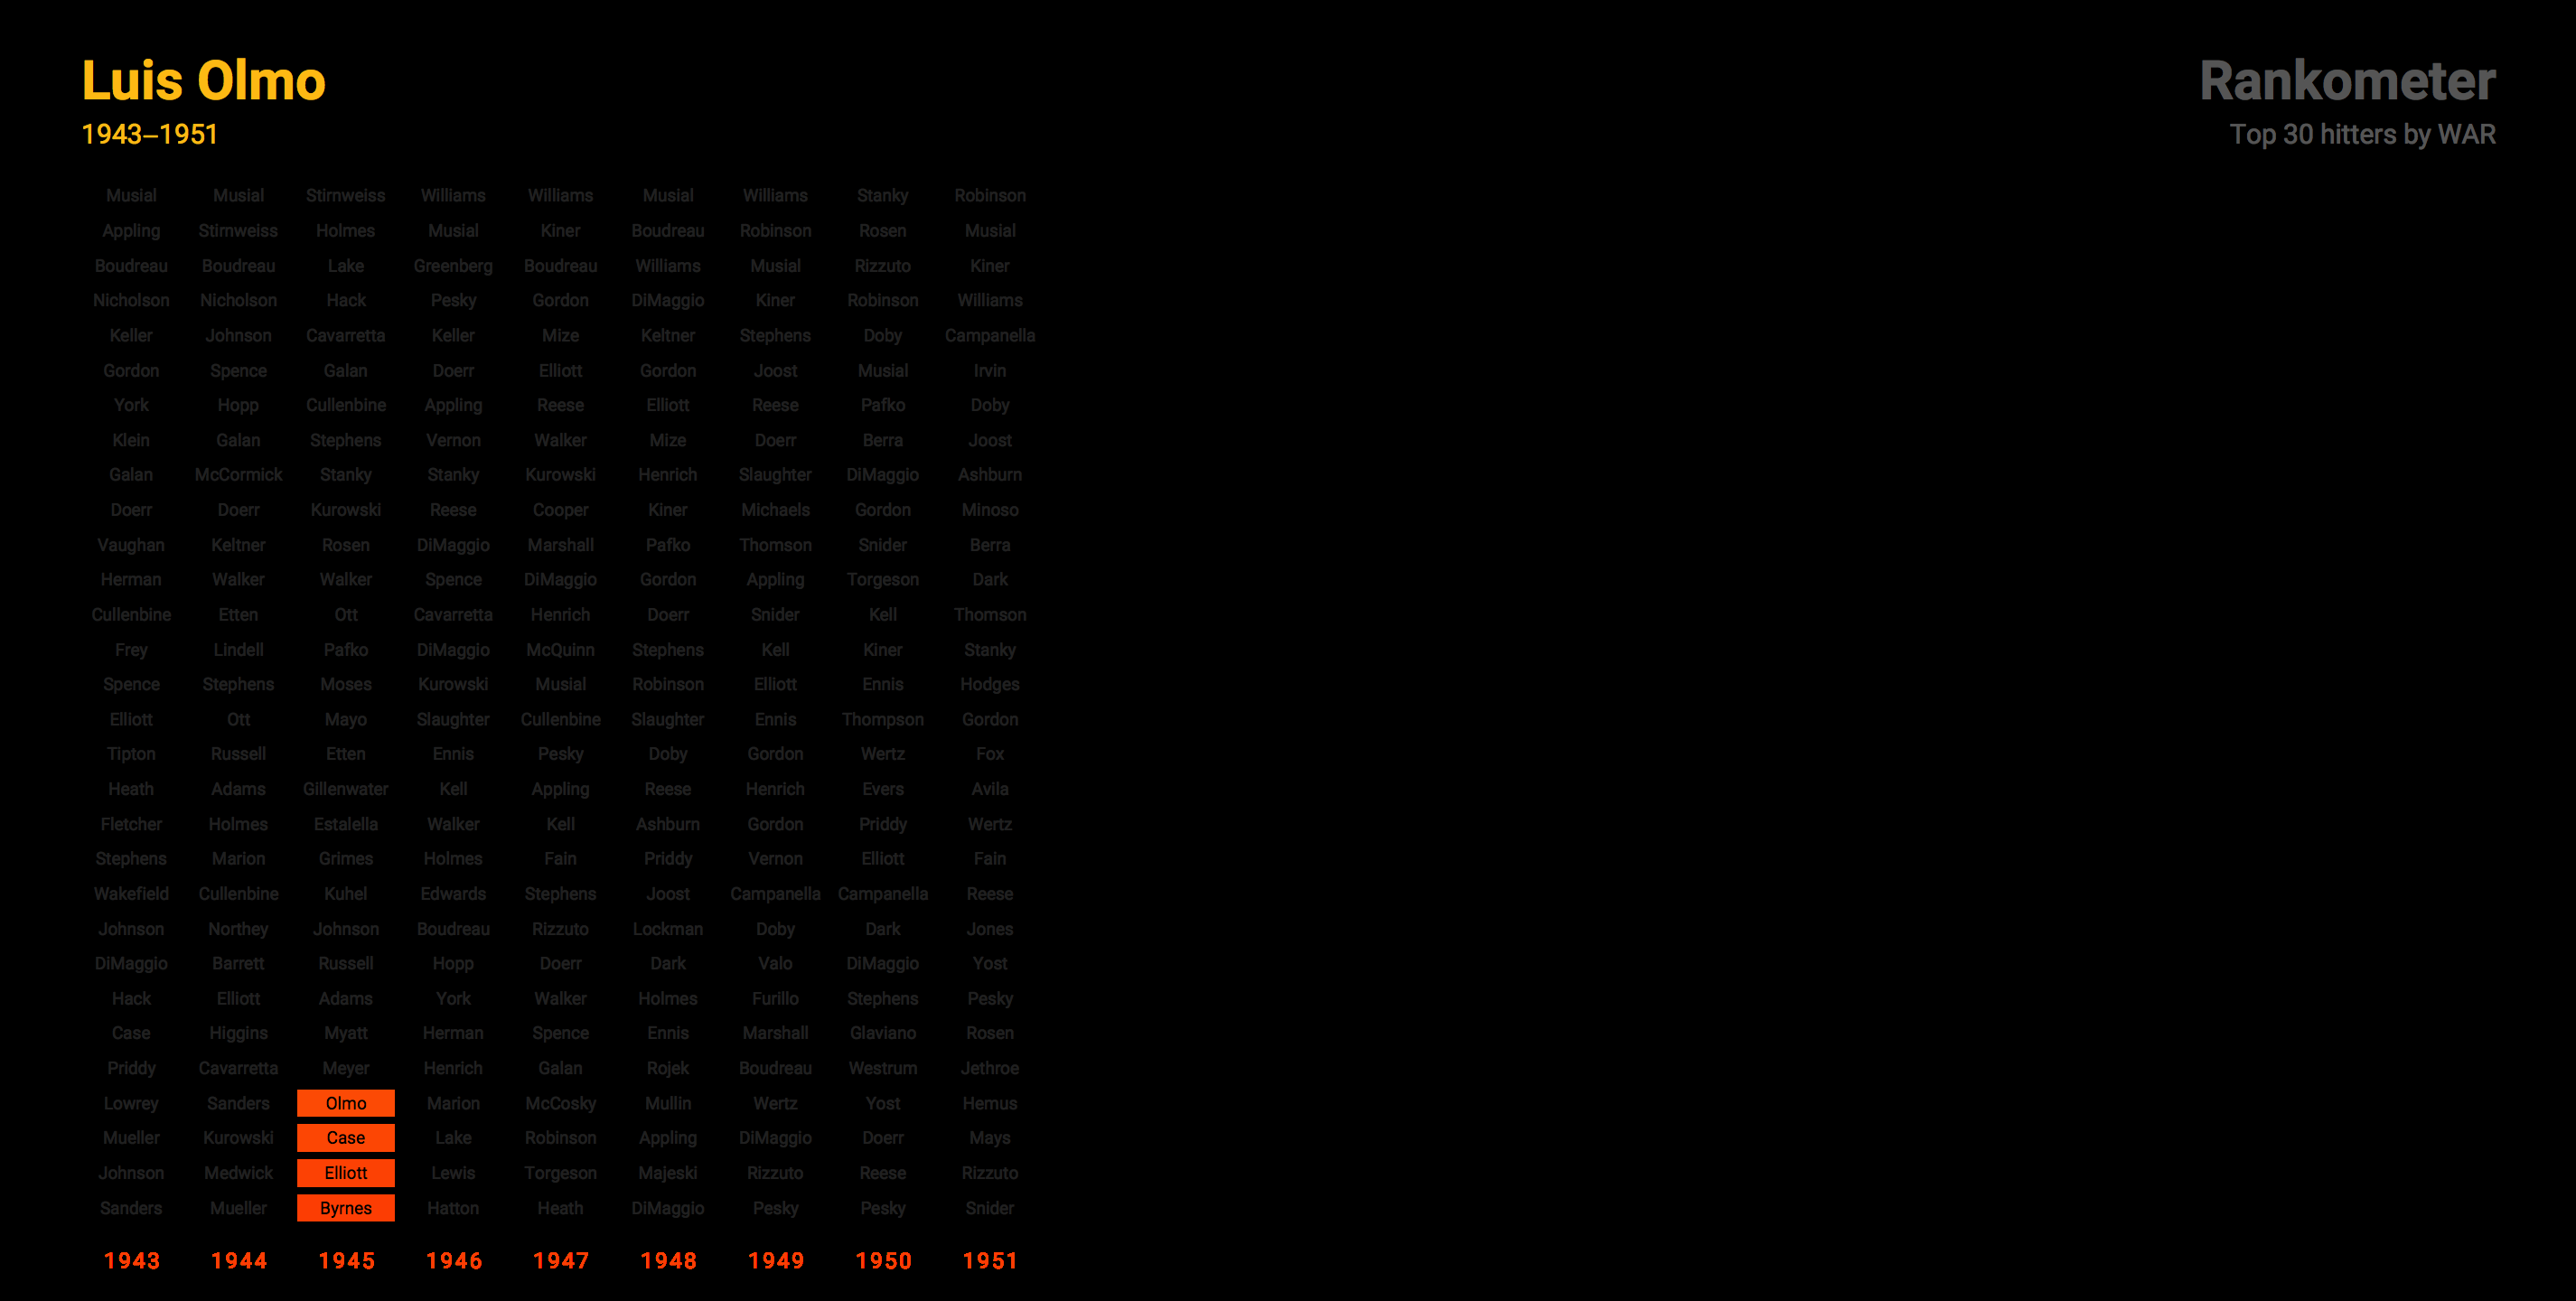 Luis Olmo
1943–1951
Rankometer
Top 30 hitters by WAR
Musial Musial Stirnweiss Williams Williams Musial Williams Stanky Robinson
Appling Stirnweiss Holmes Musial Kiner Boudreau Robinson Rosen Musial
Boudreau Boudreau Lake Greenberg Boudreau Williams Musial Rizzuto Kiner
Nicholson Nicholson Hack Pesky Gordon DiMaggio Kiner Robinson Williams
Keller Johnson Cavarretta Keller Mize Keltner Stephens Doby Campanella
Gordon Spence Galan Doerr Elliott Gordon Joost Musial Irvin
York Hopp Cullenbine Appling Reese Elliott Reese Pafko Doby
Klein Galan Stephens Vernon Walker Mize Doerr Berra Joost
Galan McCormick Stanky Stanky Kurowski Henrich Slaughter DiMaggio Ashburn
Doerr Doerr Kurowski Reese Cooper Kiner Michaels Gordon Minoso
Vaughan Keltner Rosen DiMaggio Marshall Pafko Thomson Snider Berra
Herman Walker Walker Spence DiMaggio Gordon Appling Torgeson Dark
Cullenbine Etten Ott Cavarretta Henrich Doerr Snider Kell Thomson
Frey Lindell Pafko DiMaggio McQuinn Stephens Kell Kiner Stanky
Spence Stephens Moses Kurowski Musial Robinson Elliott Ennis Hodges
Elliott Ott Mayo Slaughter Cullenbine Slaughter Ennis Thompson Gordon
Tipton Russell Etten Ennis Pesky Doby Gordon Wertz Fox
Heath Adams Gillenwater Kell Appling Reese Henrich Evers Avila
Fletcher Holmes Estalella Walker Kell Ashburn Gordon Priddy Wertz
Stephens Marion Grimes Holmes Fain Priddy Vernon Elliott Fain
Wakefield Cullenbine Kuhel Edwards Stephens Joost Campanella Campanella Reese
Johnson Northey Johnson Boudreau Rizzuto Lockman Doby Dark Jones
DiMaggio Barrett Russell Hopp Doerr Dark Valo DiMaggio Yost
Hack Elliott Adams York Walker Holmes Furillo Stephens Pesky
Case Higgins Myatt Herman Spence Ennis Marshall Glaviano Rosen
Priddy Cavarretta Meyer Henrich Galan Rojek Boudreau Westrum Jethroe
Lowrey Sanders Olmo Marion McCosky Mullin Wertz Yost Hemus
Mueller Kurowski Case Lake Robinson Appling DiMaggio Doerr Mays
Johnson Medwick Elliott Lewis Torgeson Majeski Rizzuto Reese Rizzuto
Sanders Mueller Byrnes Hatton Heath DiMaggio Pesky Pesky Snider
1943 1944 1945 1946 1947 1948 1949 1950 1951